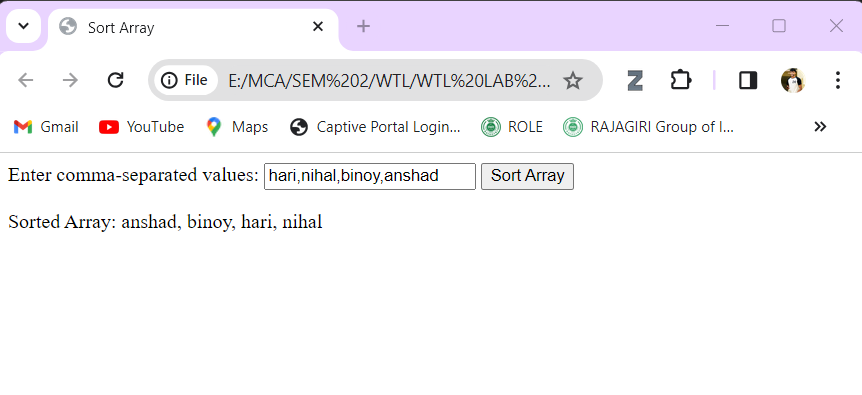 Sort Array
File E:/MCA/SEM%202/WTL/WTL%20LAB%2...
Gmail YouTube Maps Captive Portal Login... ROLE RAJAGIRI Group of I...
Enter comma-separated values: hari,nihal,binoy,anshad Sort Array
Sorted Array: anshad, binoy, hari, nihal